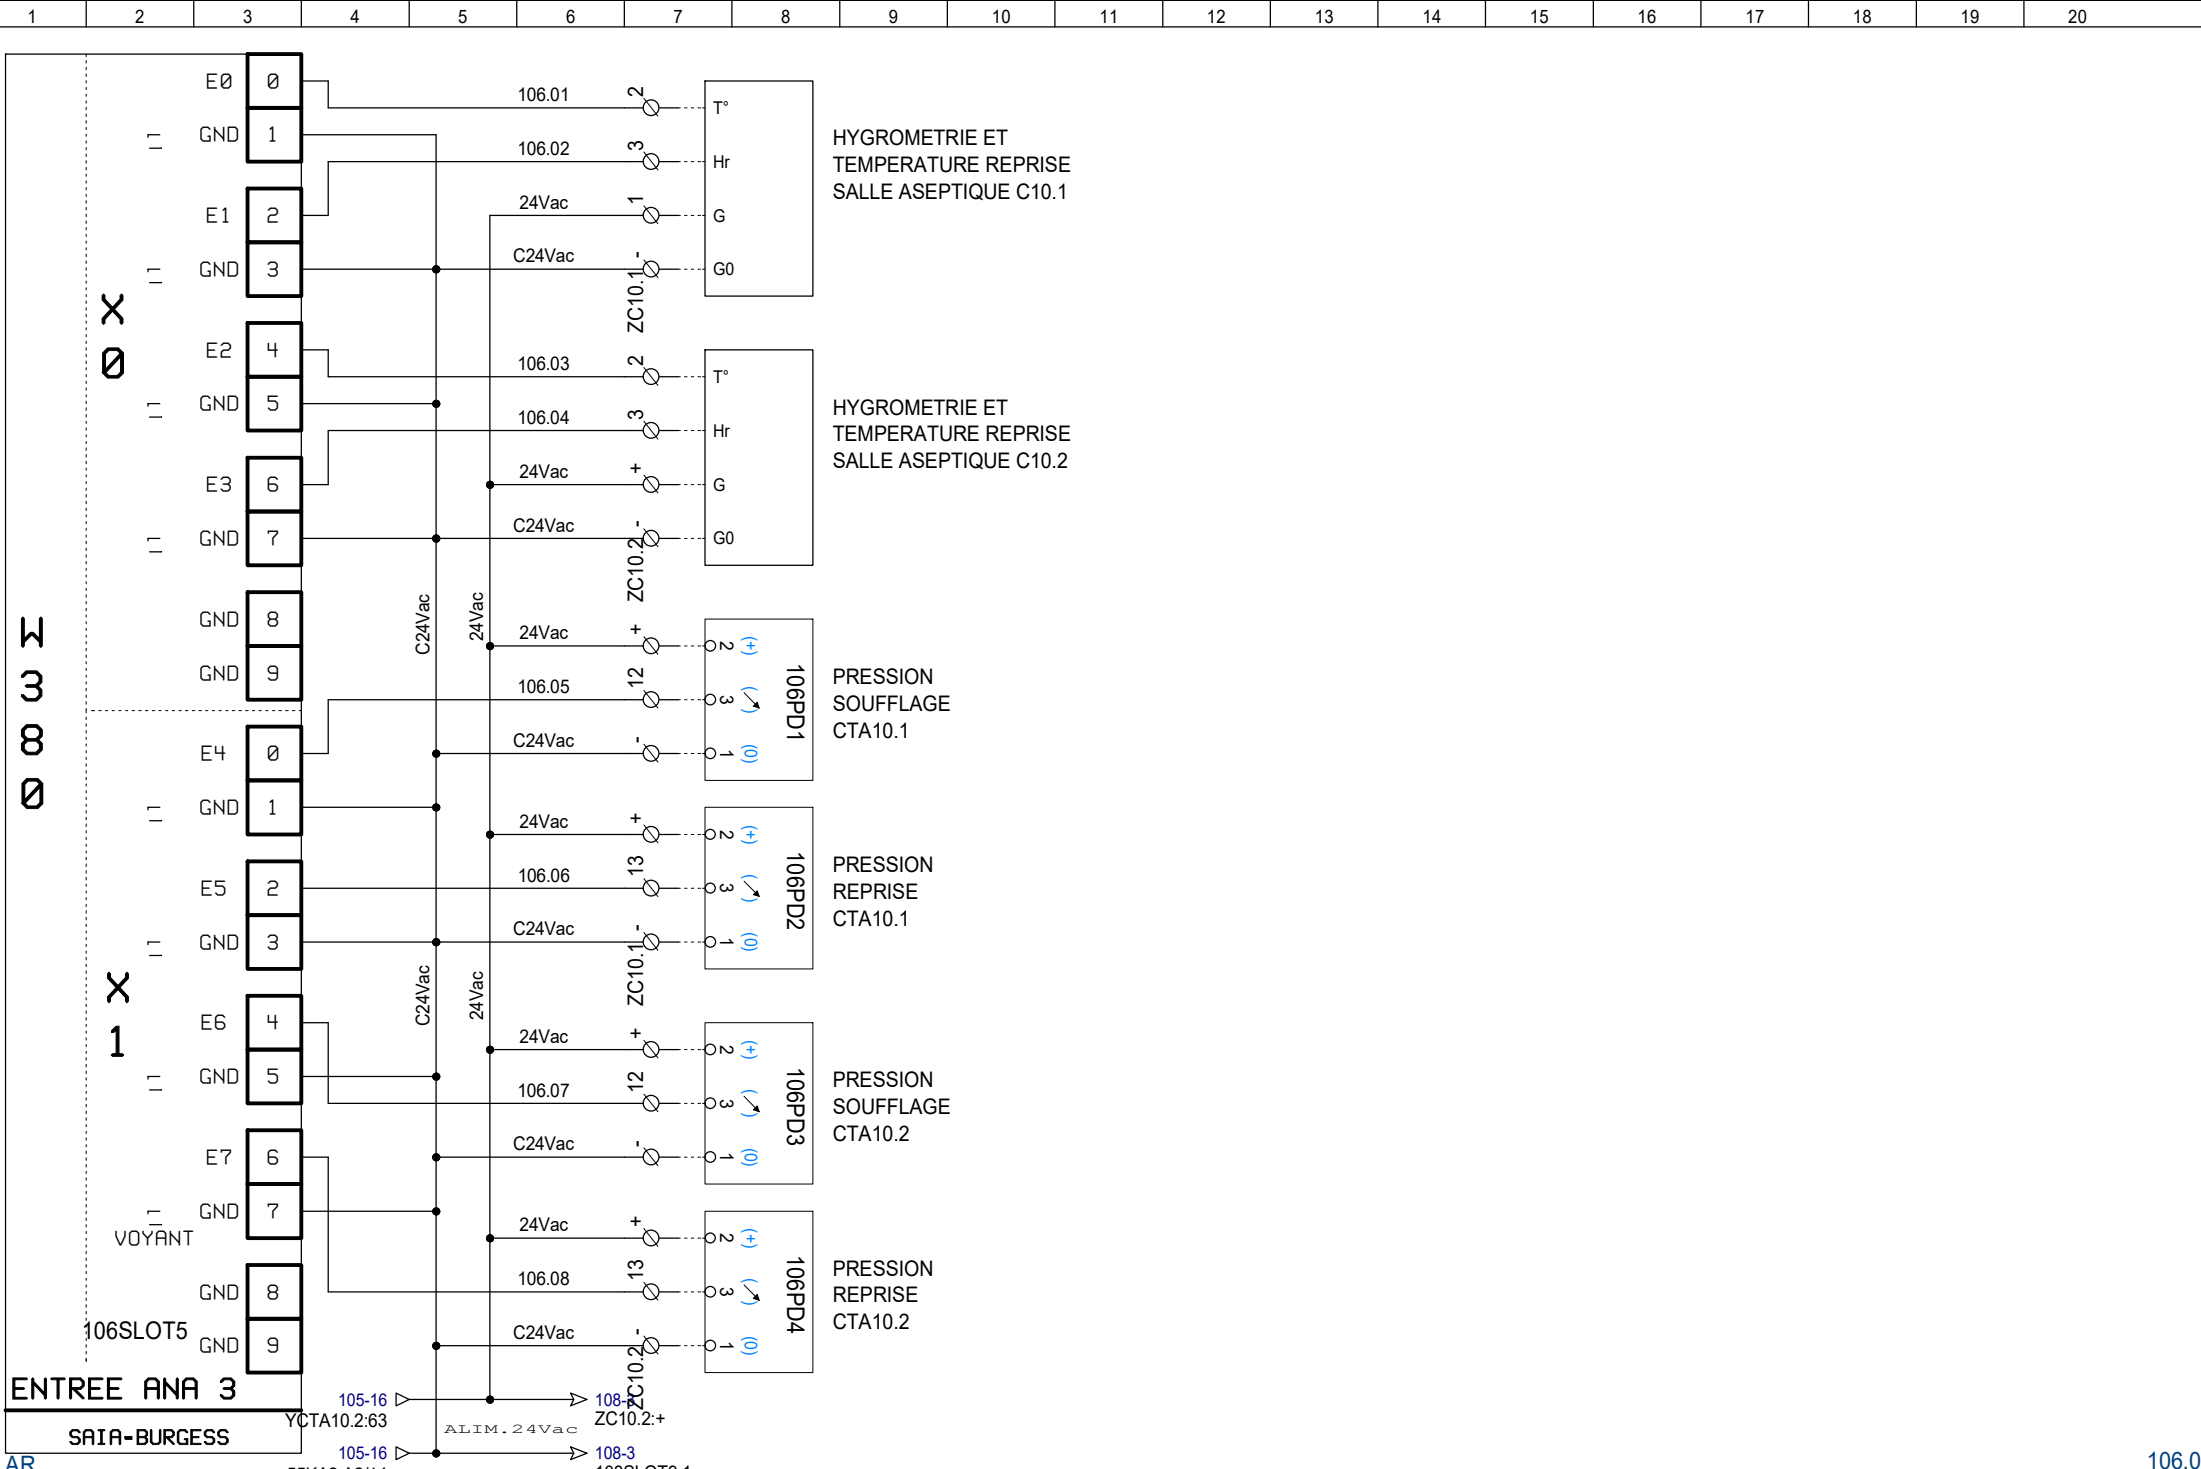 1 2 3 4 5 6 7 8 9 10 11 12 13 14 15 16 17 18 19 20
E0 0 106.01 2 T°
GND 1
HYGROMETRIE ET
TEMPERATURE REPRISE
SALLE ASEPTIQUE C10.1
106.02 3 Hr
E1 2 24Vac 1 G
GND 3 C24Vac - G0
ZC10.1
X0
E2 4 106.03 2 T°
GND 5 106.04 3 Hr
HYGROMETRIE ET
TEMPERATURE REPRISE
SALLE ASEPTIQUE C10.2
E3 6 24Vac + G
GND 7 C24Vac - G0
ZC10.2
C24Vac 24Vac
W380
GND 8 24Vac + 2 (+)
GND 9 106.05 12 3
106PD1
PRESSION
SOUFFLAGE
CTA10.1
E4 0 C24Vac - 1 (0)
GND 1
24Vac + 2 (+)
E5 2 106.06 13 3
106PD2
PRESSION
REPRISE
CTA10.1
GND 3 C24Vac - 1 (0)
ZC10.1
C24Vac 24Vac
X1
E6 4 24Vac + 2 (+)
GND 5 106.07 12 3
106PD3
PRESSION
SOUFFLAGE
CTA10.2
E7 6 C24Vac - 1 (0)
GND 7
VOYANT
24Vac + 2 (+)
GND 8 106.08 13 3
106PD4
PRESSION
REPRISE
CTA10.2
106SLOT5
GND 9 C24Vac - 1 (0)
ZC10.2
ENTREE ANA 3
105-16 108-3
YCTA10.2:63 ZC10.2:+
ALIM.24Vac
SAIA-BURGESS
105-16 108-3
AR
106.0